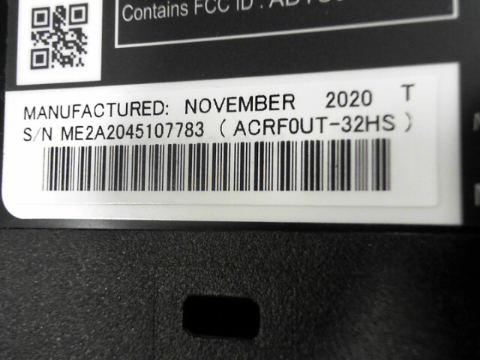 Contains FCC ID :
MANUFACTURED: NOVEMBER 2020 T
S/N ME2A2045107783 ( ACRF0UT-32HS )